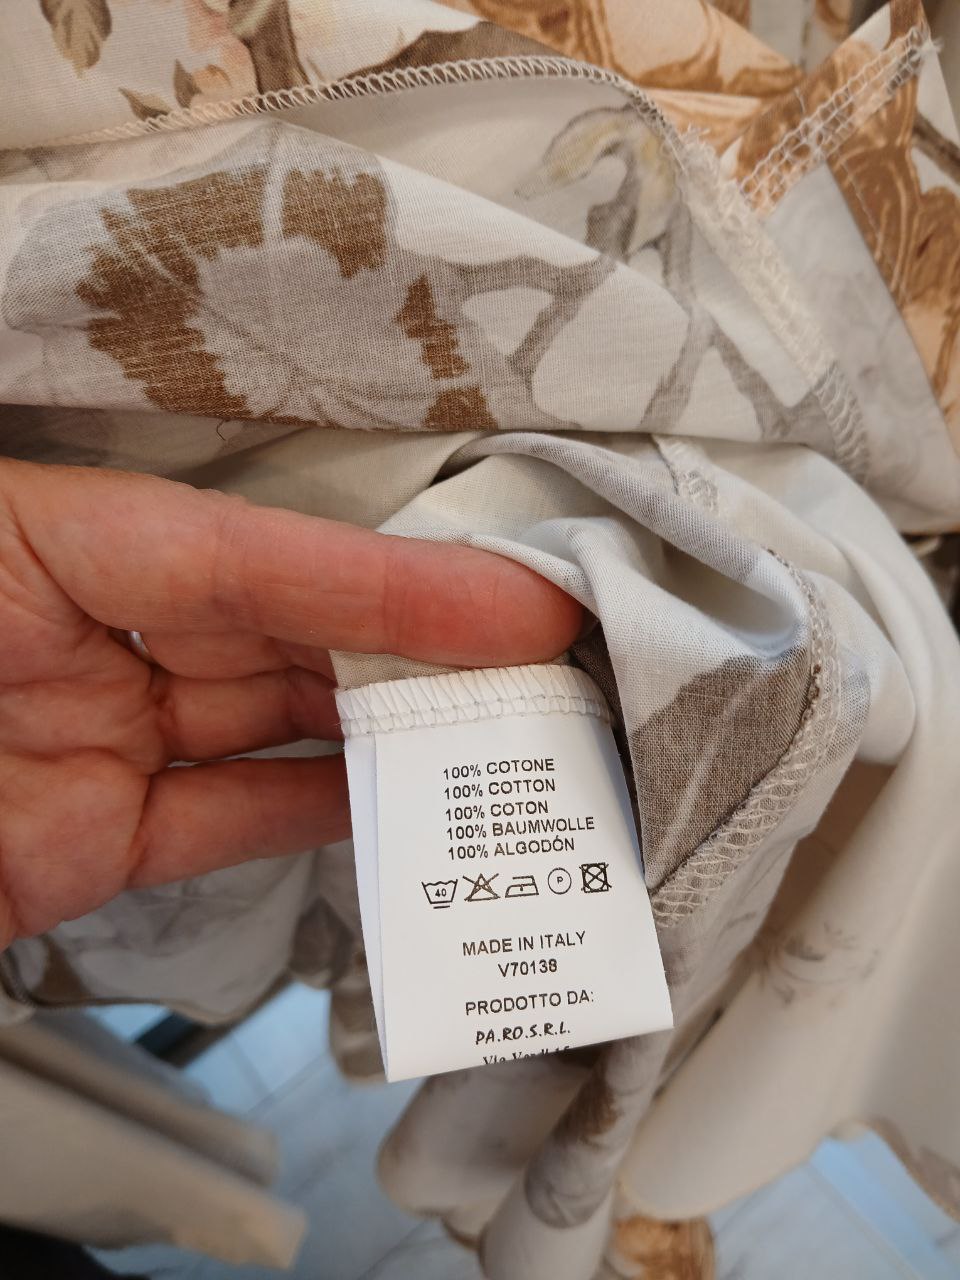 100% COTONE
100% COTTON
100% COTON
100% BAUMWOLLE
100% ALGODÓN
40 P
MADE IN ITALY
V70138
PRODOTTO DA:
PA.RO.S.R.L.
Via